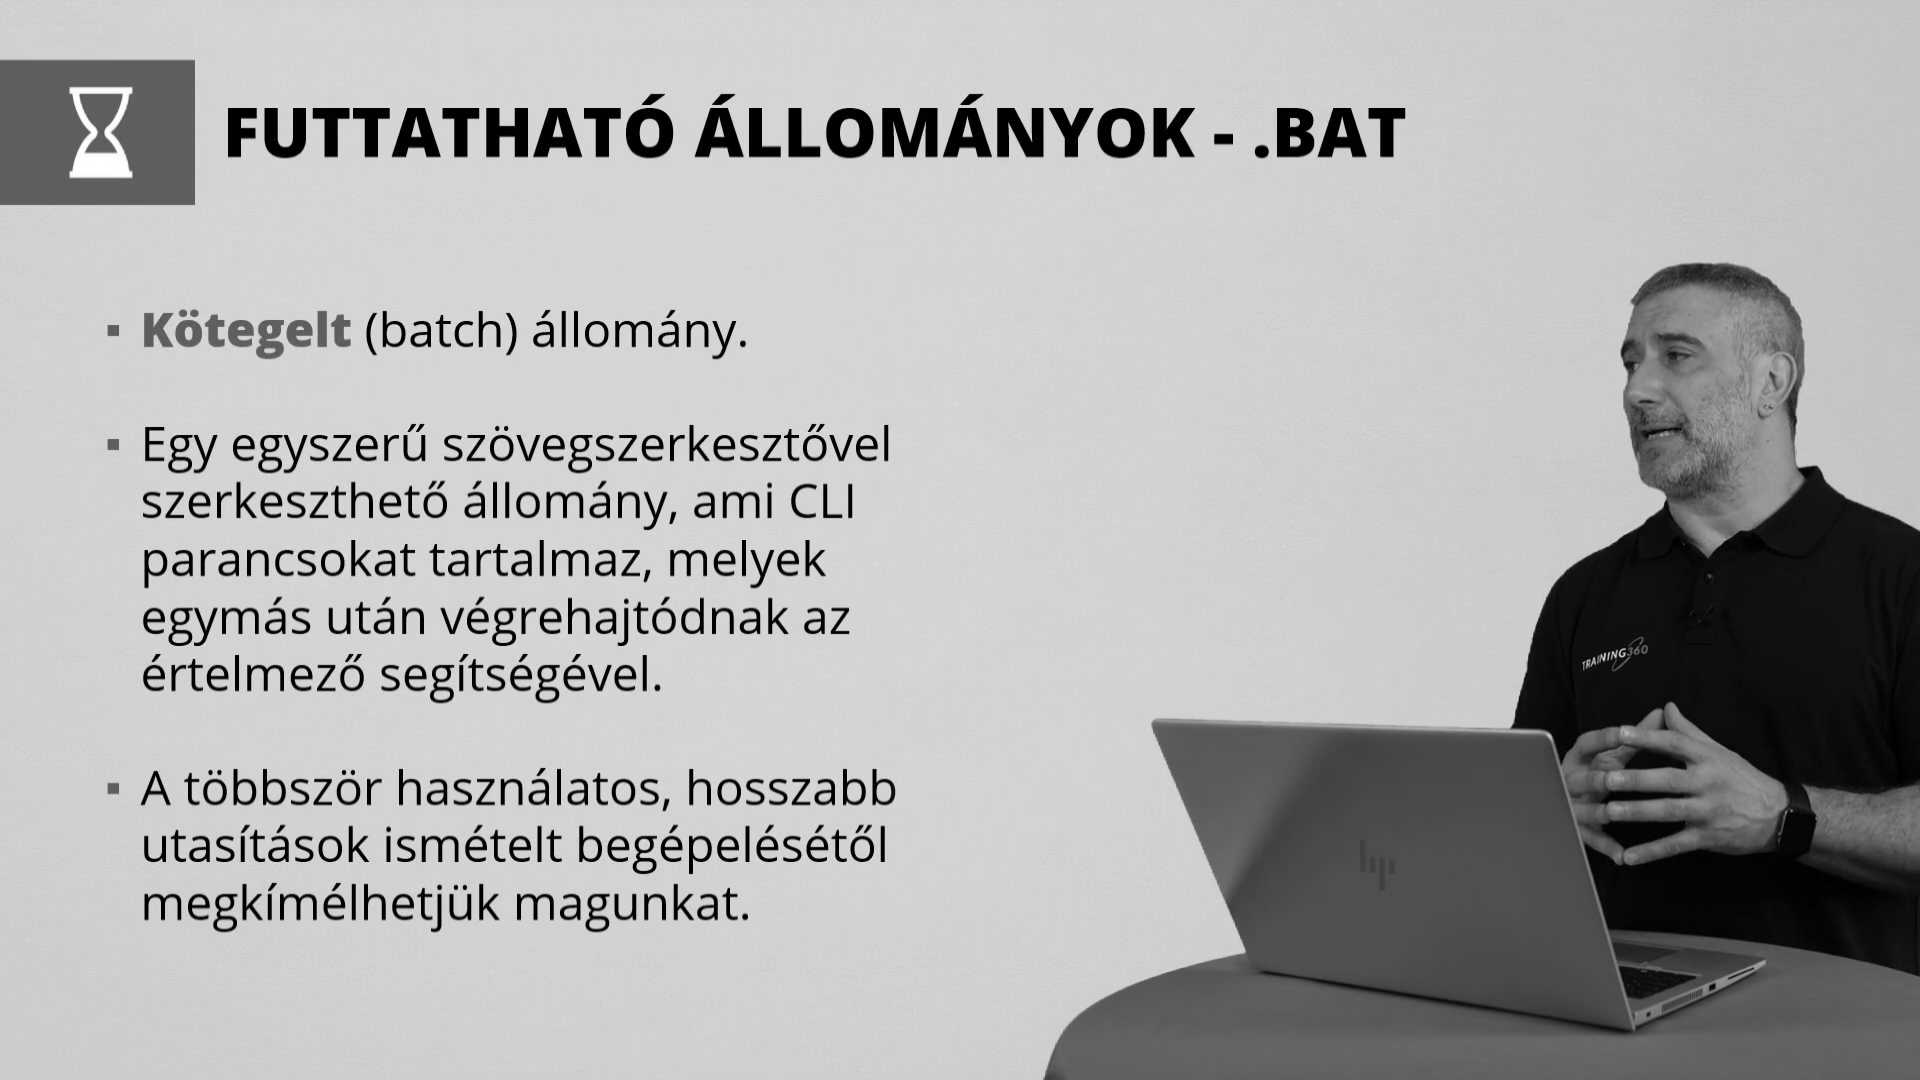 FUTTATHATÓ ÁLLOMÁNYOK - .BAT
Kötegelt (batch) állomány.
Egy egyszerű szövegszerkesztővel
szerkeszthető állomány, ami CLI
parancsokat tartalmaz, melyek
egymás után végrehajtódnak az
értelmező segítségével.
A többször használatos, hosszabb
utasítások ismételt begépelésétől
megkímélhetjük magunkat.
TRAINING360
hp